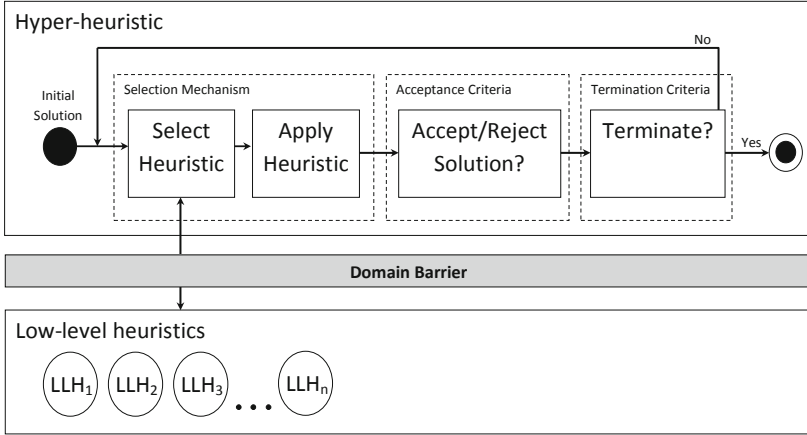 Hyper-heuristic
No
Initial
Solution
Selection Mechanism
Acceptance Criteria
Termination Criteria
Select
Heuristic
Apply
Heuristic
Accept/Reject
Solution?
Terminate?
Yes
Domain Barrier
Low-level heuristics
LLH₁ LLH₂ LLH₃ ... LLHₙ